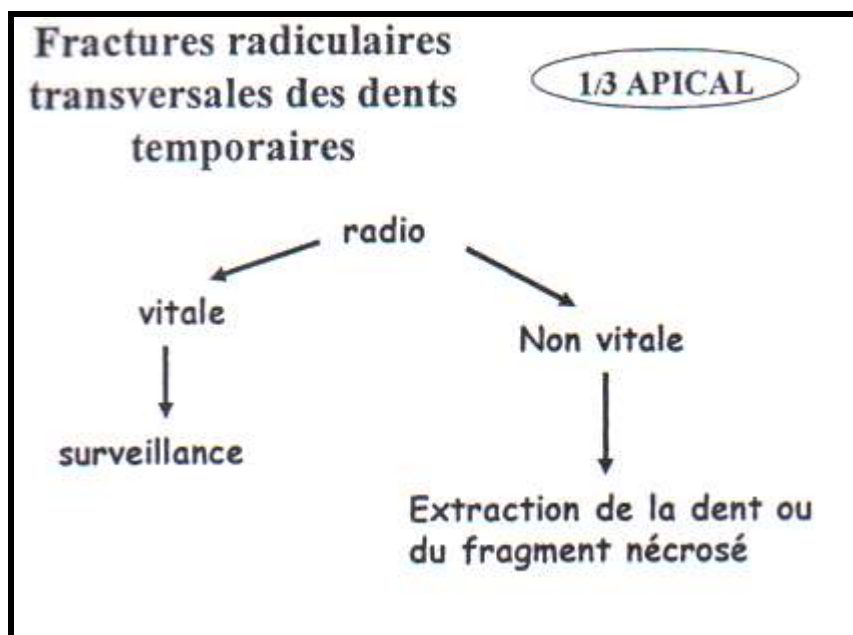 Fractures radiculaires
transversales des dents
temporaires
1/3 APICAL
radio
vitale
Non vitale
surveillance
Extraction de la dent ou
du fragment nécrosé